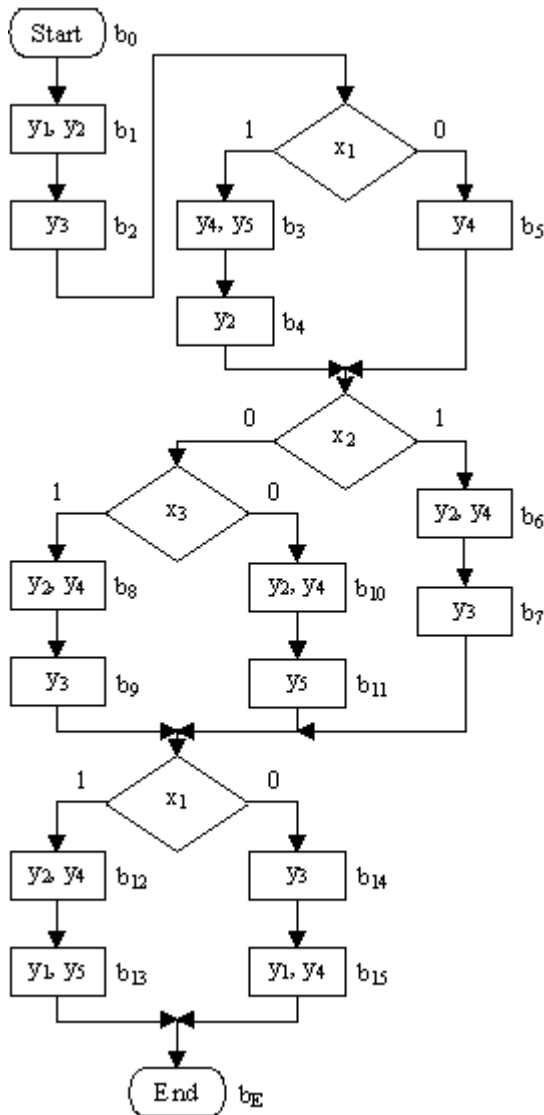 Start b0
y1, y2 b1
1 x1 0
y3 b2
y4, y5 b3
y4 b5
y2 b4
0 x2 1
1 x3 0
y2, y4 b6
y2, y4 b8
y2, y4 b10
y3 b7
y3 b9
y5 b11
1 x1 0
y2, y4 b12
y3 b14
y1, y5 b13
y1, y4 b15
End bE